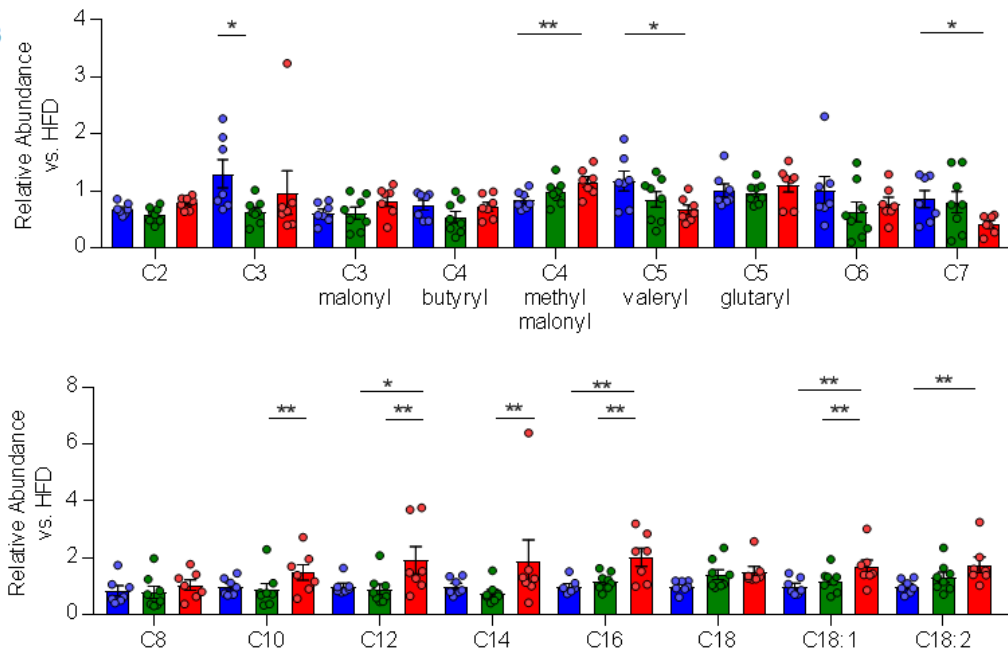 4
3
2
1
0
Relative Abundance
vs. HFD
*
**
*
*
C2
C3
C3
C4
C4
C5
C5
C6
C7
malonyl
butyryl
methyl
valeryl
glutaryl
malonyl
8
6
4
2
0
Relative Abundance
vs. HFD
**
*
**
**
**
**
**
**
**
C8
C10
C12
C14
C16
C18
C18:1
C18:2